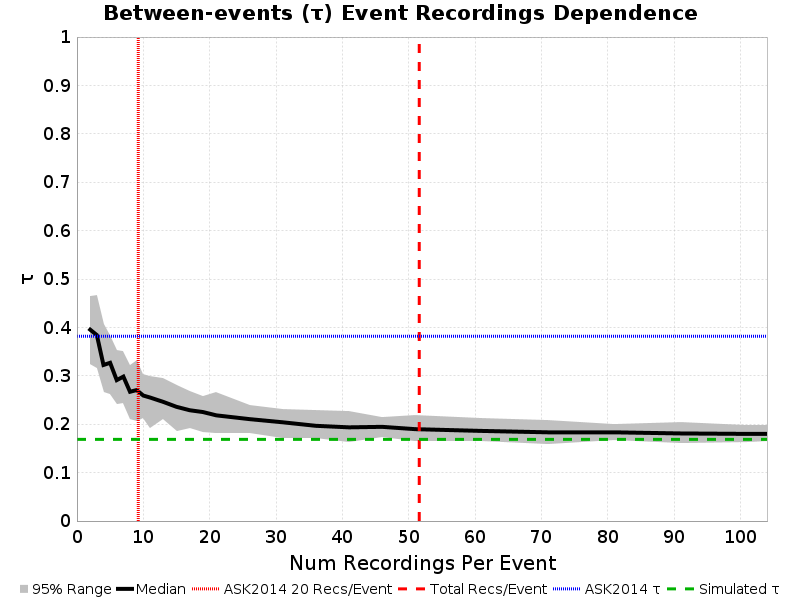 Between-events (τ) Event Recordings Dependence
1
0.9
0.8
0.7
0.6
0.5
0.4
0.3
0.2
0.1
0
τ
0 10 20 30 40 50 60 70 80 90 100
Num Recordings Per Event
95% Range Median ASK2014 20 Recs/Event Total Recs/Event ASK2014 τ Simulated τ